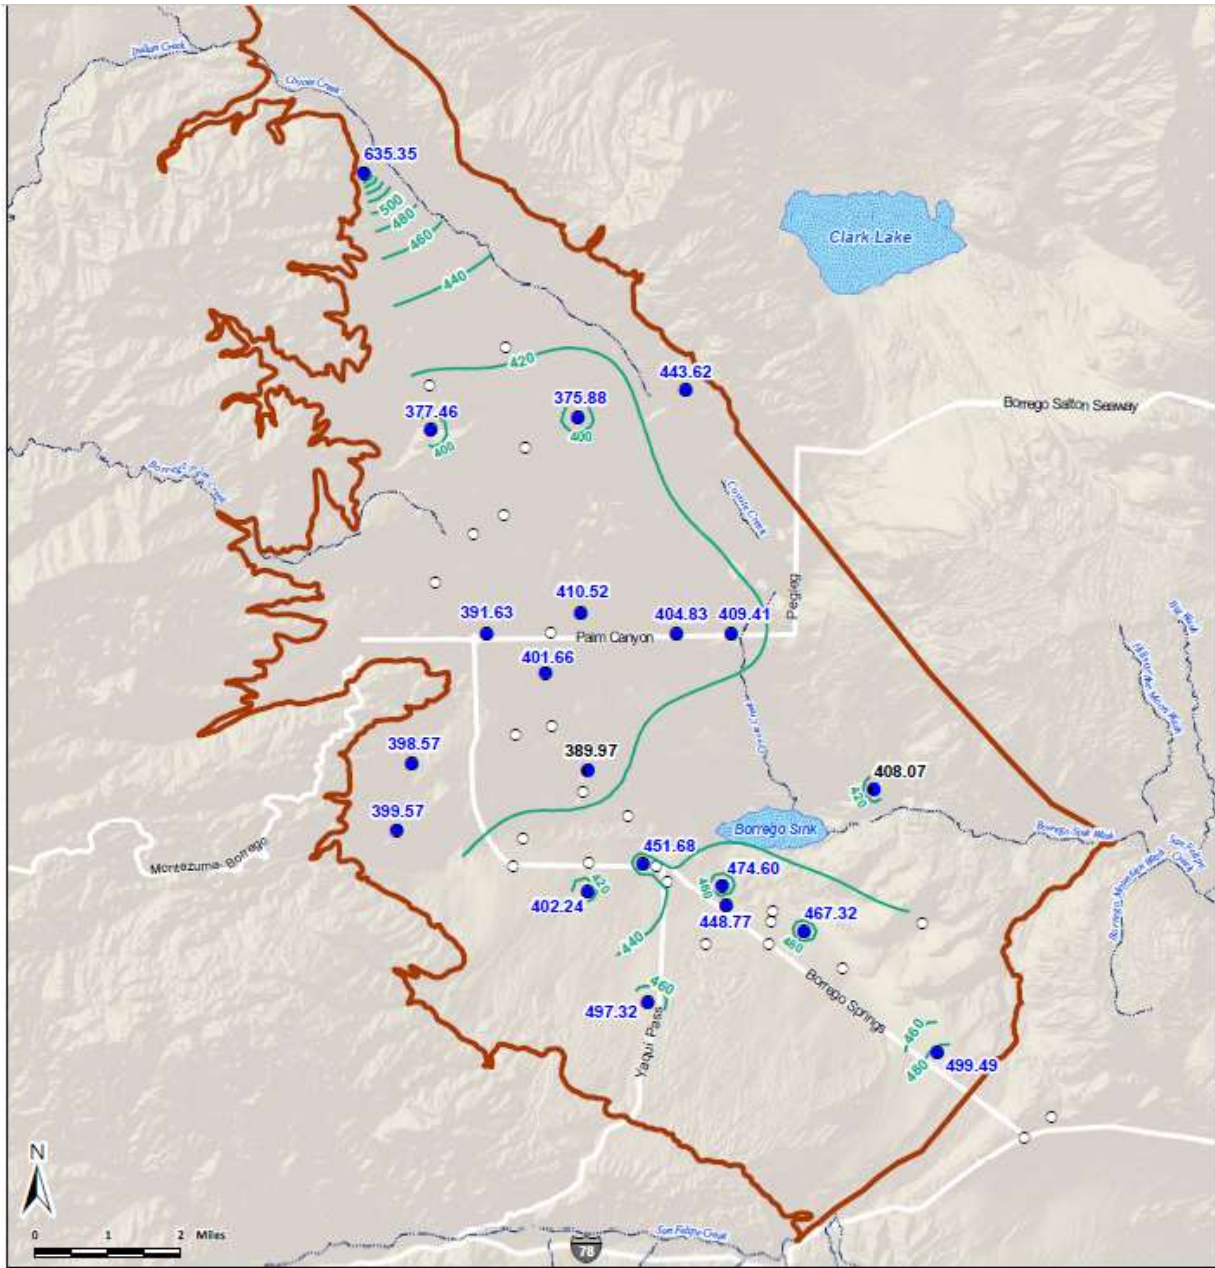 Indian Creek
Coyote Creek
635.35
500
480
460
440
Clark Lake
420
443.62
375.88
377.46
400
400
Borrego Salton Seaway
Coyote Creek
Pegleg
410.52
391.63
404.83
409.41
Palm Canyon
401.66
398.57
389.97
408.07
420
399.57
Borrego Sink
Borrego Sink Wash
San Felipe
Creek
Montezuma-Borrego
451.68
474.60
460
420
402.24
448.77
467.32
460
440
Borrego Mountain Wash
460
497.32
Yaqui Pass
Borrego Springs
460
480
499.49
N
0 1 2 Miles
San Felipe Creek
78